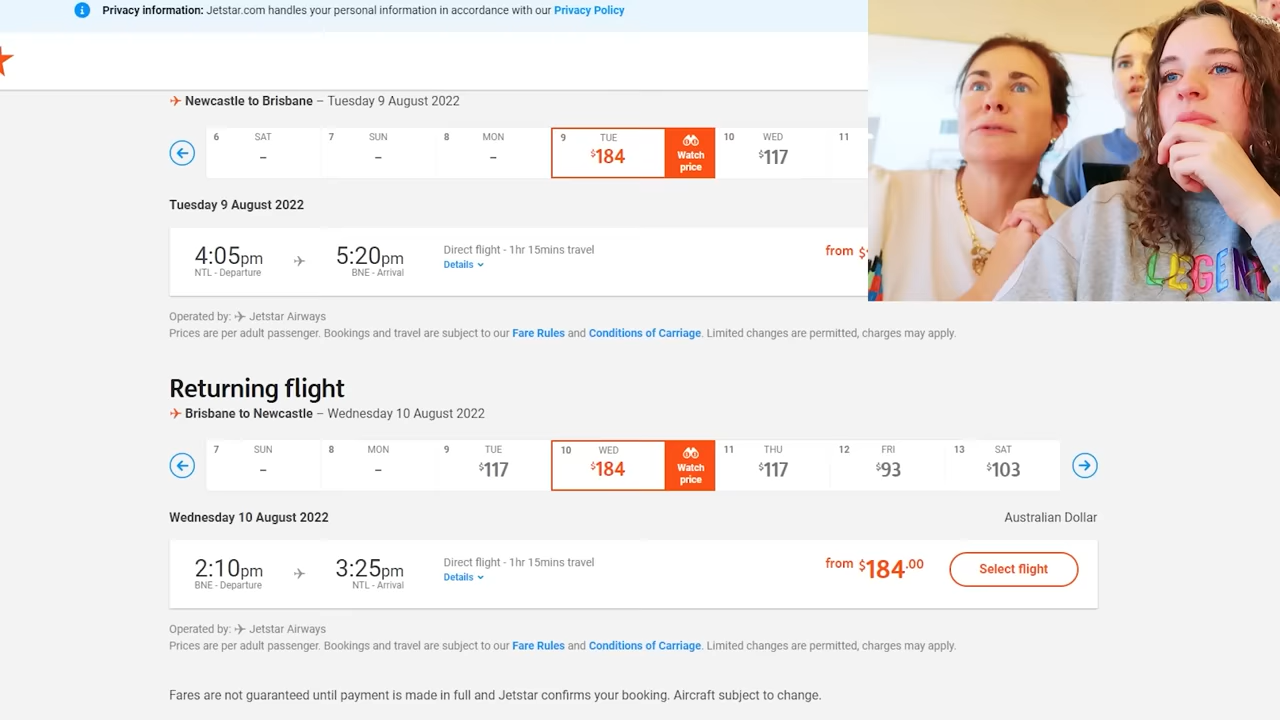 Privacy information: Jetstar.com handles your personal information in accordance with our Privacy Policy
Newcastle to Brisbane – Tuesday 9 August 2022
6 SAT 7 SUN 8 MON 9 TUE 10 WED 11
– – – $184 Watch price $117
Tuesday 9 August 2022
4:05pm 5:20pm Direct flight - 1hr 15mins travel from $
NTL - Departure BNE - Arrival Details
Operated by: Jetstar Airways
Prices are per adult passenger. Bookings and travel are subject to our Fare Rules and Conditions of Carriage. Limited changes are permitted, charges may apply.
Returning flight
Brisbane to Newcastle – Wednesday 10 August 2022
7 SUN 8 MON 9 TUE 10 WED 11 THU 12 FRI 13 SAT
– – $117 $184 Watch price $117 $93 $103
Wednesday 10 August 2022 Australian Dollar
2:10pm 3:25pm Direct flight - 1hr 15mins travel from $184.00 Select flight
BNE - Departure NTL - Arrival Details
Operated by: Jetstar Airways
Prices are per adult passenger. Bookings and travel are subject to our Fare Rules and Conditions of Carriage. Limited changes are permitted, charges may apply.
Fares are not guaranteed until payment is made in full and Jetstar confirms your booking. Aircraft subject to change.
LEGEN